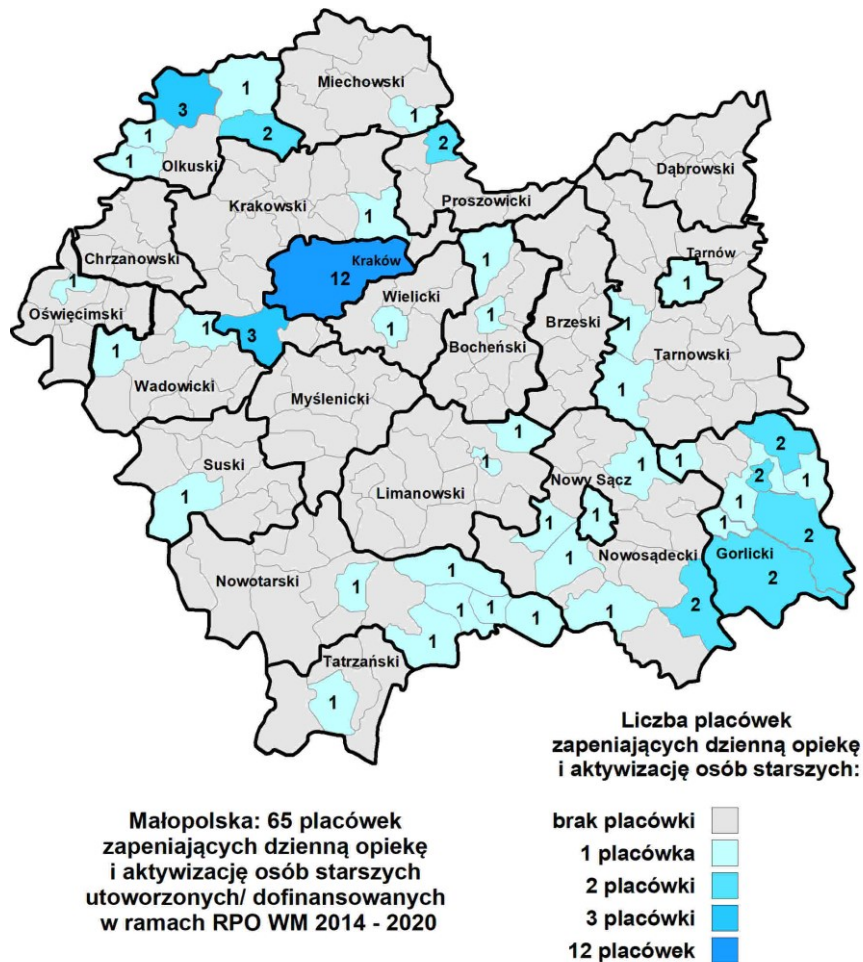 Miechowski
1
3
1
1
2
2
1
Olkuski
Dąbrowski
Krakowski
Proszowicki
1
Chrzanowski
Kraków
Tarnów
12
1
1
1
Wielicki
Oświęcimski
1
1
3
1
1
Brzeski
1
Bocheński
Tarnowski
Wadowicki
Myślenicki
1
1
2
Suski
1
1
2
1
Limanowski
Nowy Sącz
1
1
1
1
1
1
2
Nowosądecki
Gorlicki
1
Nowotarski
1
2
1
1
1
1
1
2
1
Tatrzański
1
Liczba placówek
zapeniających dzienną opiekę
i aktywizację osób starszych:
Małopolska: 65 placówek
zapeniających dzienną opiekę
i aktywizację osób starszych
utoworzonych/ dofinansowanych
w ramach RPO WM 2014 - 2020
brak placówki
1 placówka
2 placówki
3 placówki
12 placówek